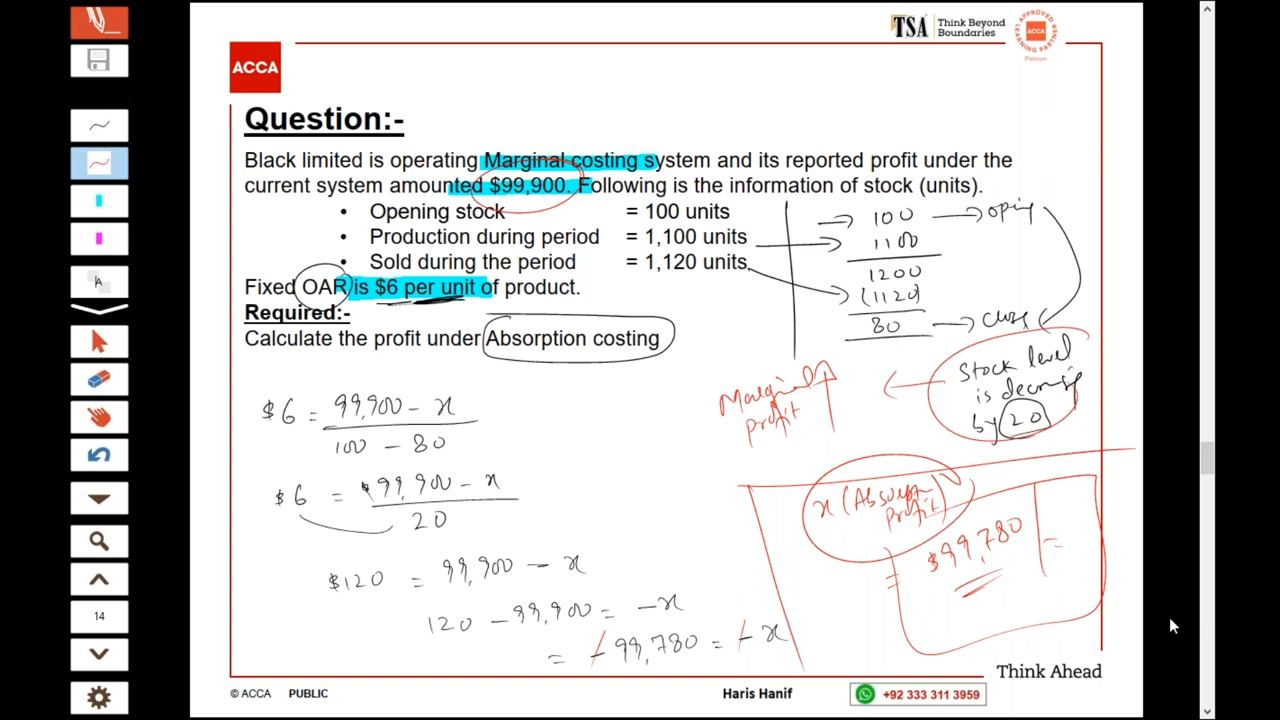 TSA Think Beyond
Boundaries
APPROVED LEARNING PARTNER
ACCA
Platinum
ACCA
Question:-
Black limited is operating Marginal costing system and its reported profit under the
current system amounted $99,900. Following is the information of stock (units).
• Opening stock = 100 units
• Production during period = 1,100 units
• Sold during the period = 1,120 units
Fixed OAR is $6 per unit of product.
Required:-
Calculate the profit under Absorption costing
100
1100
1200
(1120)
80
Stock level
is
by 20
Marginal
profit
$6 = 99,900 - x
100 - 80
$6 = $99,900 - x
20
$120 = 99,900 - x
120 - 99,900 = -x
= -99,780 = -x
x (
profit)
= $99,780 =
14
Think Ahead
© ACCA PUBLIC
Haris Hanif
+92 333 311 3959